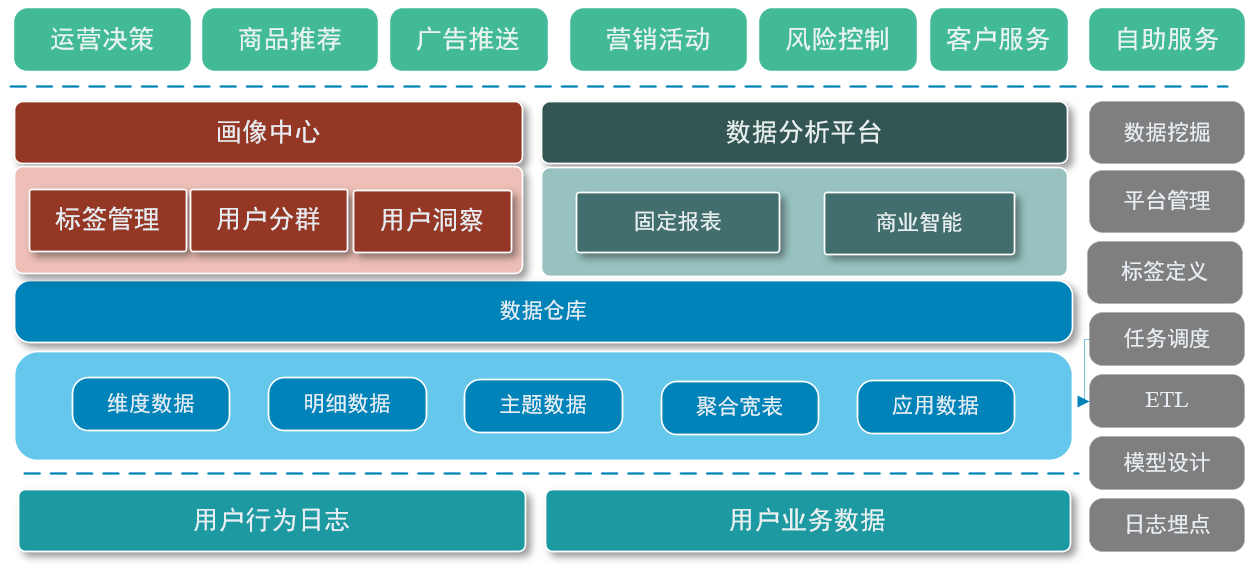 运营决策
商品推荐
广告推送
营销活动
风险控制
客户服务
自助服务
画像中心
数据分析平台
数据挖掘
标签管理
用户分群
用户洞察
固定报表
商业智能
平台管理
标签定义
数据仓库
任务调度
维度数据
明细数据
主题数据
聚合宽表
应用数据
ETL
模型设计
用户行为日志
用户业务数据
日志埋点